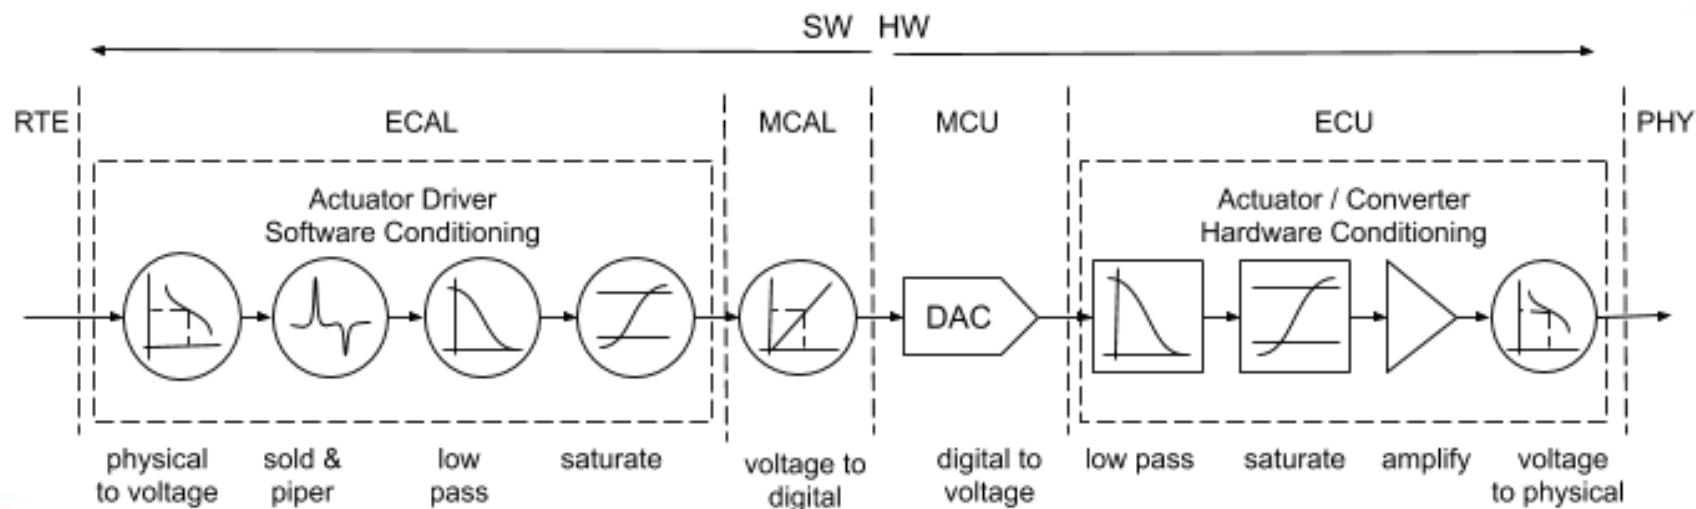 SW HW
RTE ECAL MCAL MCU ECU PHY
Actuator Driver
Software Conditioning
Actuator / Converter
Hardware Conditioning
DAC
physical
to voltage
sold &
piper
low
pass
saturate
voltage to
digital
digital to
voltage
low pass
saturate
amplify
voltage
to physical